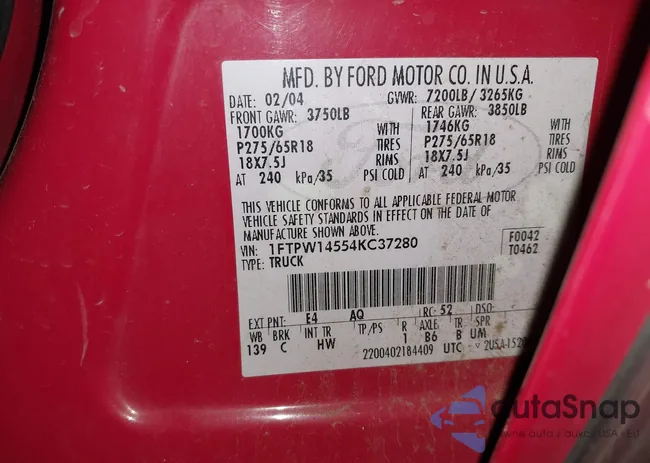 MFD. BY FORD MOTOR CO. IN U.S.A.
DATE: 02/04 GVWR: 7200LB / 3265KG
FRONT GAWR: 3750LB REAR GAWR: 3850LB
1700KG WITH 1746KG WITH
P275/65R18 TIRES P275/65R18 TIRES
18X7.5J RIMS 18X7.5J RIMS
AT 240 kPa/35 PSI COLD AT 240 kPa/35 PSI COLD
THIS VEHICLE CONFORMS TO ALL APPLICABLE FEDERAL MOTOR
VEHICLE SAFETY STANDARDS IN EFFECT ON THE DATE OF
MANUFACTURE SHOWN ABOVE.
VIN: 1FTPW14554KC37280 F0042
TYPE: TRUCK T0462
EXT PNT: E4 AQ RC: 52 DSO:
WB BRK INT TR TP/PS R AXLE TR SPR
139 C HW 1 B6 B UM
2200402184409 UTC
autaSnap